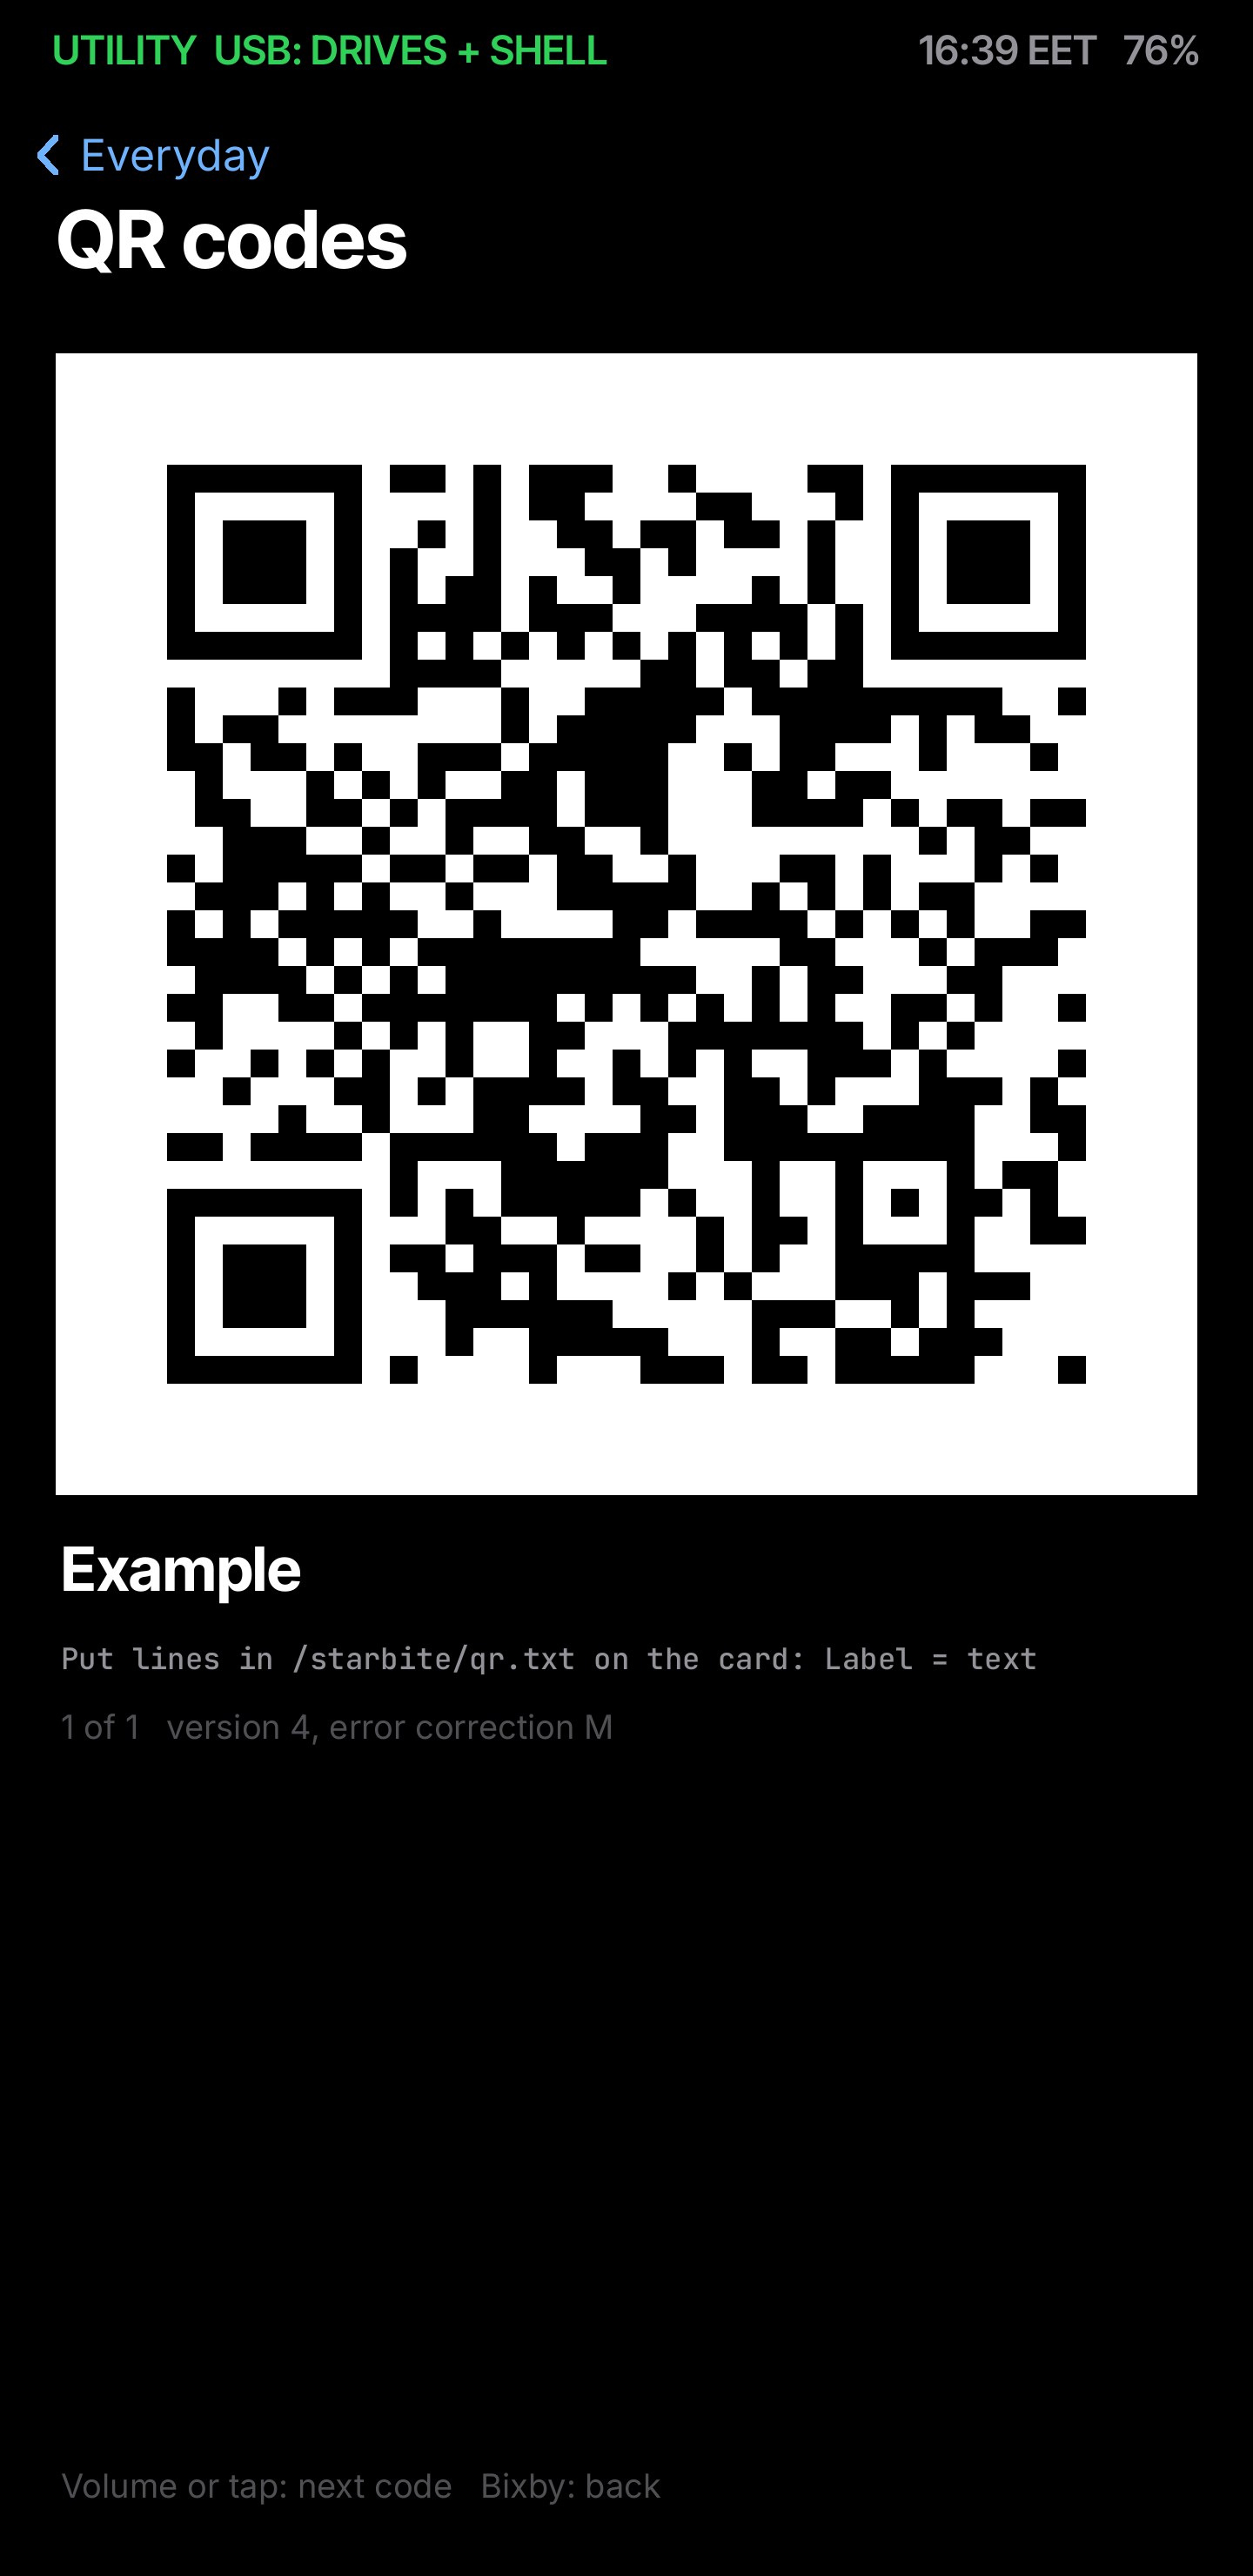 UTILITY USB: DRIVES + SHELL 16:39 EET 76%
Everyday
QR codes
Example
Put lines in /starbite/qr.txt on the card: Label = text
1 of 1 version 4, error correction M
Volume or tap: next code Bixby: back